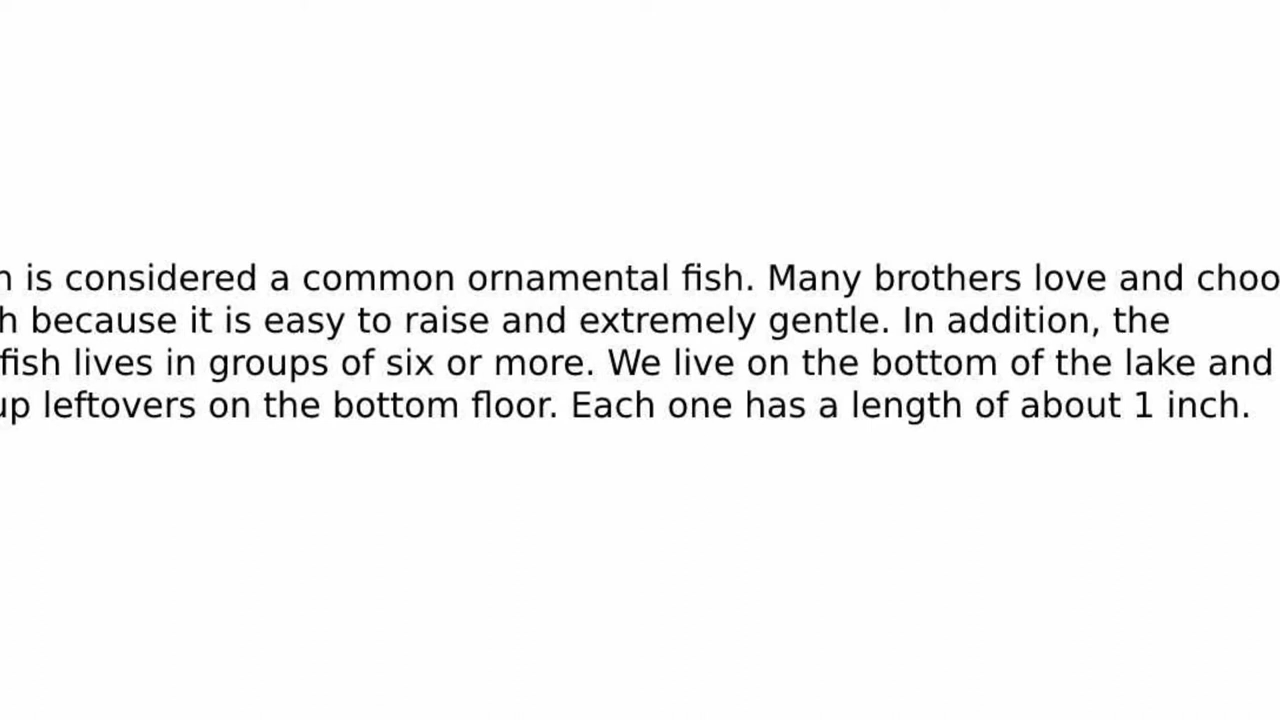 is considered a common ornamental fish. Many brothers love and choo
because it is easy to raise and extremely gentle. In addition, the
fish lives in groups of six or more. We live on the bottom of the lake and
up leftovers on the bottom floor. Each one has a length of about 1 inch.